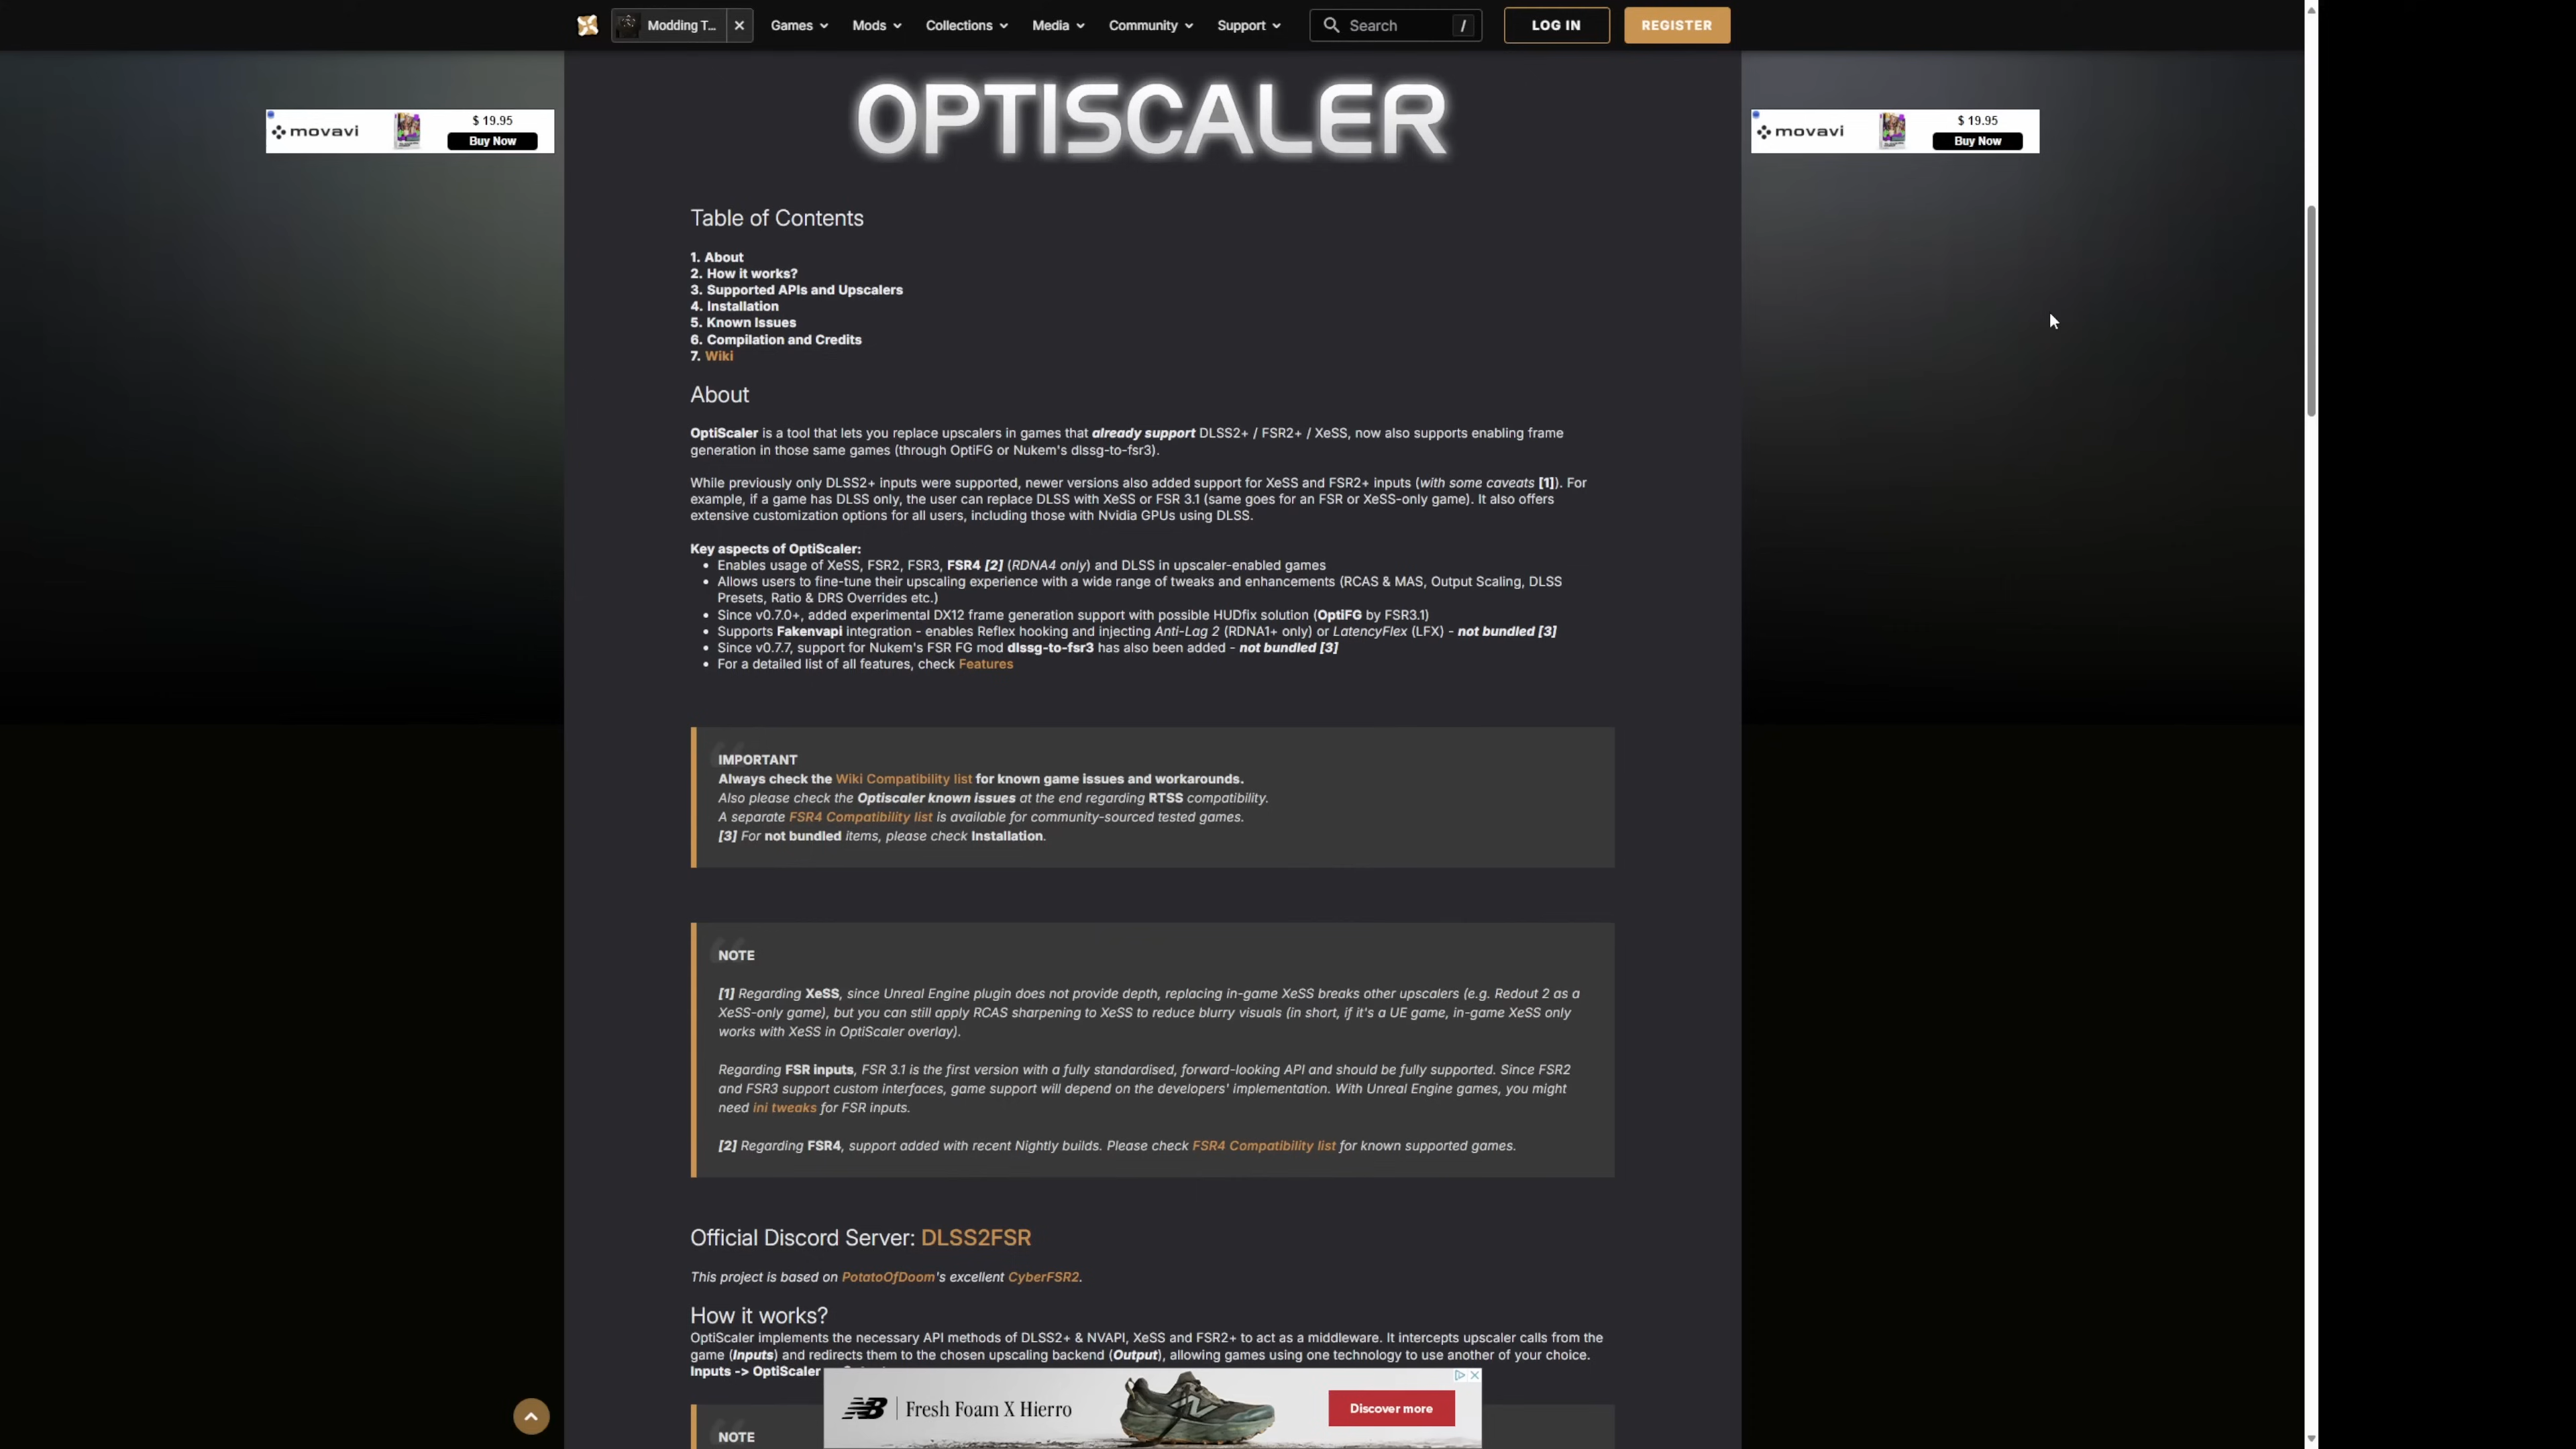 Modding T...
Games
Mods
Collections
Media
Community
Support
Search
/
LOG IN
REGISTER
movavi
$ 19.95
Buy Now
OPTISCALER
movavi
$ 19.95
Buy Now
Table of Contents
1. About
2. How it works?
3. Supported APIs and Upscalers
4. Installation
5. Known Issues
6. Compilation and Credits
7. Wiki
About
OptiScaler is a tool that lets you replace upscalers in games that already support DLSS2+ / FSR2+ / XeSS, now also supports enabling frame
generation in those same games (through OptiFG or Nukem's dlssg-to-fsr3).
While previously only DLSS2+ inputs were supported, newer versions also added support for XeSS and FSR2+ inputs (with some caveats [1]). For
example, if a game has DLSS only, the user can replace DLSS with XeSS or FSR 3.1 (same goes for an FSR or XeSS-only game). It also offers
extensive customization options for all users, including those with Nvidia GPUs using DLSS.
Key aspects of OptiScaler:
• Enables usage of XeSS, FSR2, FSR3, FSR4 [2] (RDNA4 only) and DLSS in upscaler-enabled games
• Allows users to fine-tune their upscaling experience with a wide range of tweaks and enhancements (RCAS & MAS, Output Scaling, DLSS
Presets, Ratio & DRS Overrides etc.)
• Since v0.7.0+, added experimental DX12 frame generation support with possible HUDfix solution (OptiFG by FSR3.1)
• Supports Fakenvapi integration - enables Reflex hooking and injecting Anti-Lag 2 (RDNA1+ only) or LatencyFlex (LFX) - not bundled [3]
• Since v0.7.7, support for Nukem's FSR FG mod dlssg-to-fsr3 has also been added - not bundled [3]
• For a detailed list of all features, check Features
IMPORTANT
Always check the Wiki Compatibility list for known game issues and workarounds.
Also please check the Optiscaler known issues at the end regarding RTSS compatibility.
A separate FSR4 Compatibility list is available for community-sourced tested games.
[3] For not bundled items, please check Installation.
NOTE
[1] Regarding XeSS, since Unreal Engine plugin does not provide depth, replacing in-game XeSS breaks other upscalers (e.g. Redout 2 as a
XeSS-only game), but you can still apply RCAS sharpening to XeSS to reduce blurry visuals (in short, if it's a UE game, in-game XeSS only
works with XeSS in OptiScaler overlay).
Regarding FSR inputs, FSR 3.1 is the first version with a fully standardised, forward-looking API and should be fully supported. Since FSR2
and FSR3 support custom interfaces, game support will depend on the developers' implementation. With Unreal Engine games, you might
need ini tweaks for FSR inputs.
[2] Regarding FSR4, support added with recent Nightly builds. Please check FSR4 Compatibility list for known supported games.
Official Discord Server: DLSS2FSR
This project is based on PotatoOfDoom's excellent CyberFSR2.
How it works?
OptiScaler implements the necessary API methods of DLSS2+ & NVAPI, XeSS and FSR2+ to act as a middleware. It intercepts upscaler calls from the
game (Inputs) and redirects them to the chosen upscaling backend (Output), allowing games using one technology to use another of your choice.
Inputs -> OptiScaler
NB
Fresh Foam X Hierro
Discover more
NOTE